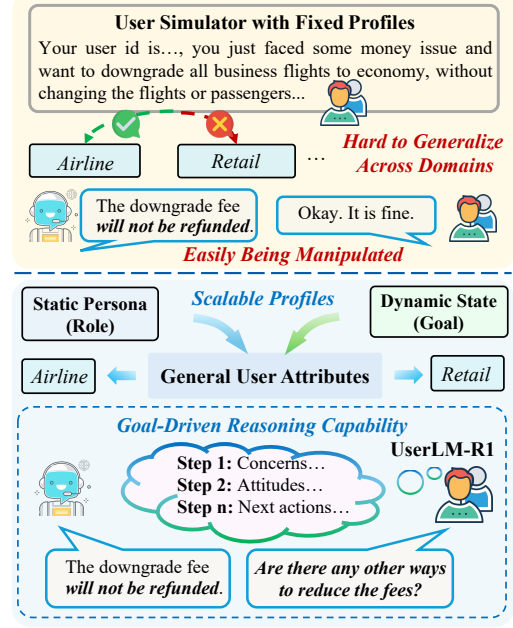 User Simulator with Fixed Profiles
Your user id is…, you just faced some money issue and
want to downgrade all business flights to economy, without
changing the flights or passengers...
Airline
Retail
…
Hard to Generalize
Across Domains
The downgrade fee
will not be refunded.
Okay. It is fine.
Easily Being Manipulated
Static Persona
(Role)
Scalable Profiles
Dynamic State
(Goal)
Airline
General User Attributes
Retail
Goal-Driven Reasoning Capability
Step 1: Concerns…
Step 2: Attitudes…
Step n: Next actions…
UserLM-R1
The downgrade fee
will not be refunded.
Are there any other ways
to reduce the fees?